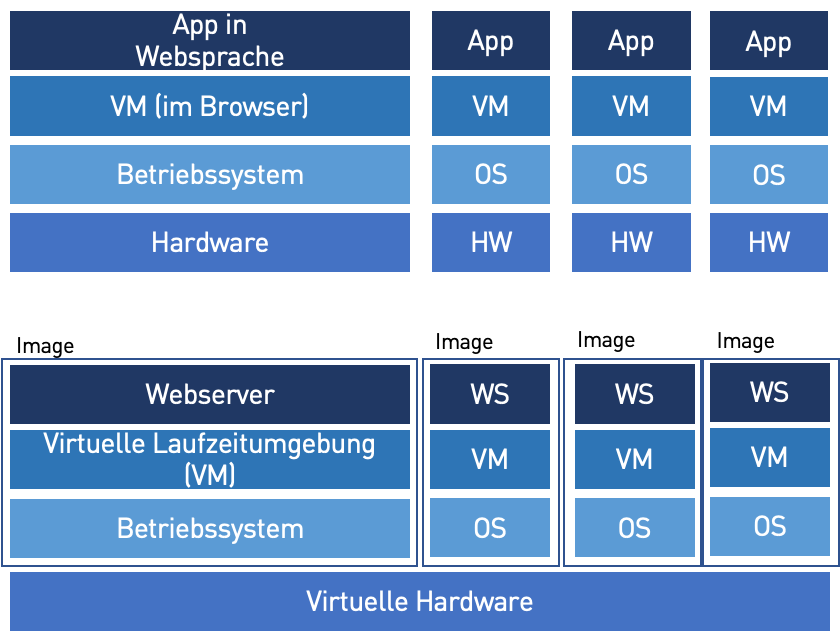 App in
Websprache
App
App
App
VM (im Browser)
VM
VM
VM
Betriebssystem
OS
OS
OS
Hardware
HW
HW
HW
Image
Image
Image
Image
Webserver
WS
WS
WS
Virtuelle Laufzeitumgebung
(VM)
VM
VM
VM
Betriebssystem
OS
OS
OS
Virtuelle Hardware